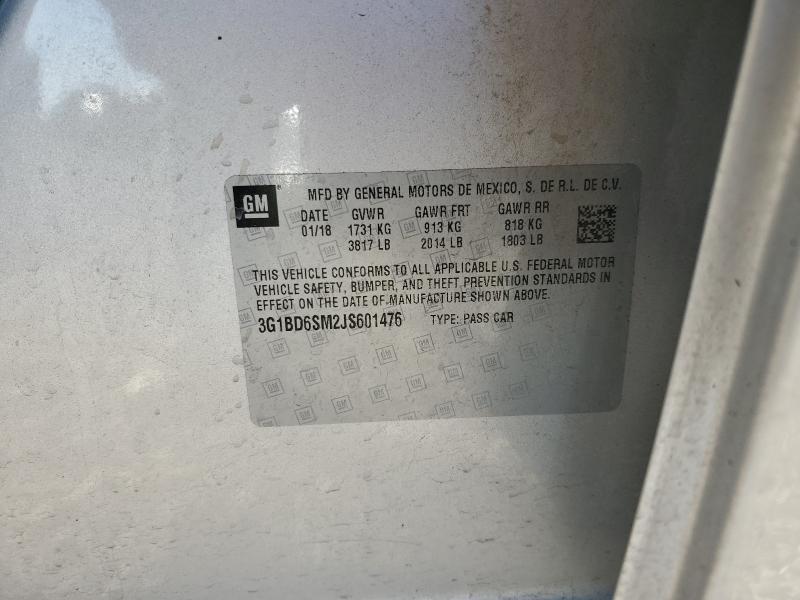 GM
MFD BY GENERAL MOTORS DE MEXICO, S. DE R.L. DE C.V.
DATE GVWR GAWR FRT GAWR RR
01/18 1731 KG 913 KG 818 KG
3817 LB 2014 LB 1803 LB
THIS VEHICLE CONFORMS TO ALL APPLICABLE U.S. FEDERAL MOTOR
VEHICLE SAFETY, BUMPER, AND THEFT PREVENTION STANDARDS IN
EFFECT ON THE DATE OF MANUFACTURE SHOWN ABOVE.
3G1BD6SM2JS601476 TYPE: PASS CAR